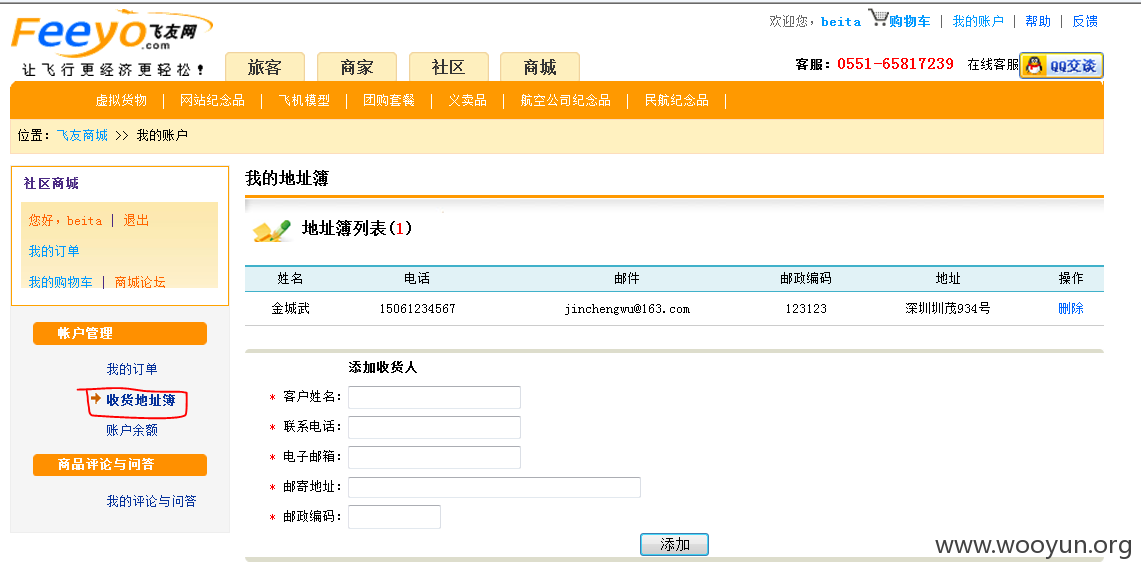 Feeyo飞友网
.com
让飞行更经济更轻松！
欢迎您，beita 购物车 | 我的账户 | 帮助 | 反馈
旅客 商家 社区 商城
客服：0551-65817239 在线客服 QQ交谈
虚拟货物 | 网站纪念品 | 飞机模型 | 团购套餐 | 义卖品 | 航空公司纪念品 | 民航纪念品 |
位置：飞友商城 >> 我的账户
社区商城
您好，beita | 退出
我的订单
我的购物车 | 商城论坛
帐户管理
我的订单
收货地址簿
账户余额
商品评论与问答
我的评论与问答
我的地址簿
地址簿列表(1)
姓名 电话 邮件 邮政编码 地址 操作
金城武 15061234567 jinchengwu@163.com 123123 深圳圳茂934号 删除
添加收货人
* 客户姓名：
* 联系电话：
* 电子邮箱：
* 邮寄地址：
* 邮政编码：
添加
www.wooyun.org